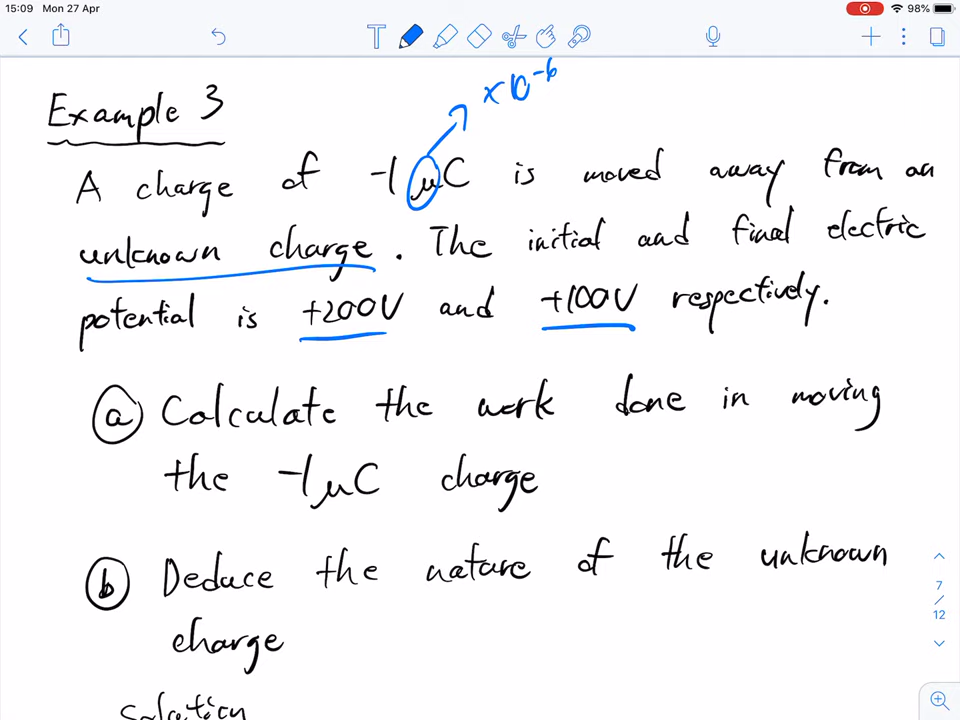 15:09 Mon 27 Apr 98%
Example 3
×10⁻⁶
A charge of -1μC is moved away from an
unknown charge. The initial and final electric
potential is +200V and +100V respectively.
a Calculate the work done in moving
the -1μC charge
b Deduce the nature of the unknown
charge
7
/
12
solution